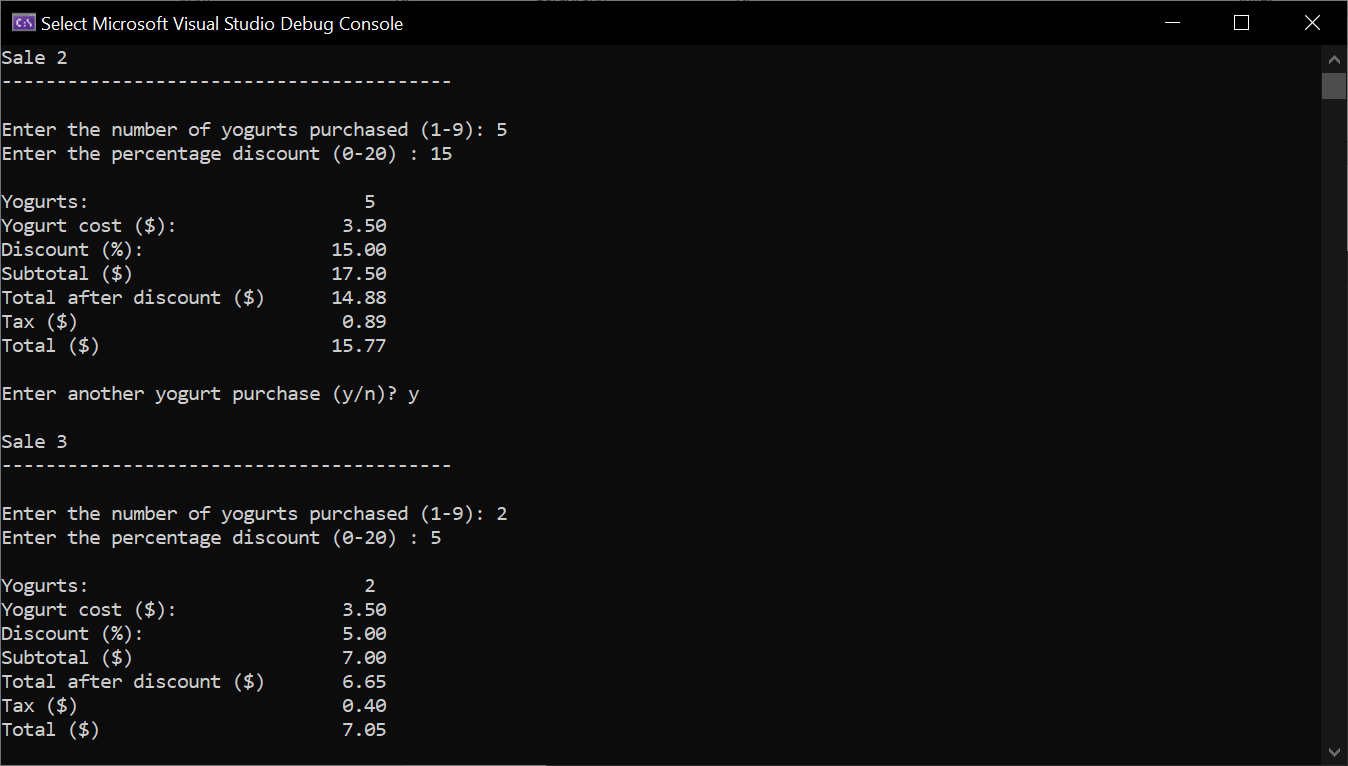 Select Microsoft Visual Studio Debug Console
Sale 2
-----------------------------------------
Enter the number of yogurts purchased (1-9): 5
Enter the percentage discount (0-20) : 15
Yogurts:                         5
Yogurt cost ($):               3.50
Discount (%):                 15.00
Subtotal ($)                  17.50
Total after discount ($)      14.88
Tax ($)                        0.89
Total ($)                     15.77
Enter another yogurt purchase (y/n)? y
Sale 3
-----------------------------------------
Enter the number of yogurts purchased (1-9): 2
Enter the percentage discount (0-20) : 5
Yogurts:                         2
Yogurt cost ($):               3.50
Discount (%):                  5.00
Subtotal ($)                   7.00
Total after discount ($)       6.65
Tax ($)                        0.40
Total ($)                      7.05